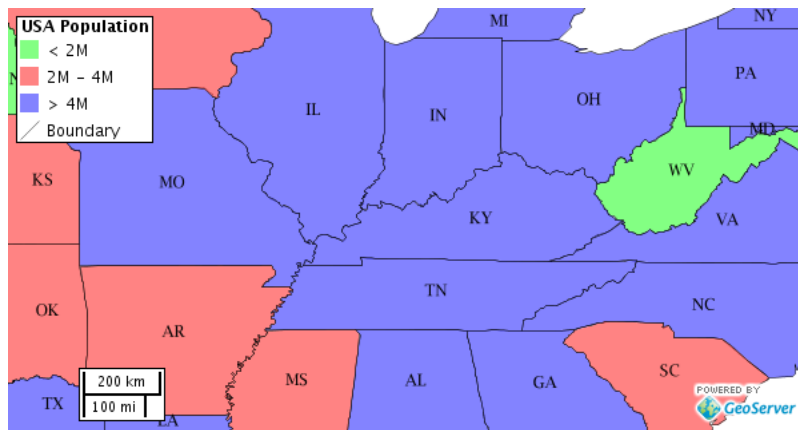 USA Population
< 2M
2M - 4M
> 4M
Boundary
N
MI
NY
PA
IL
IN
OH
MD
KS
MO
WV
KY
VA
OK
AR
TN
NC
MS
AL
GA
SC
TX
LA
200 km
100 mi
POWERED BY
GeoServer